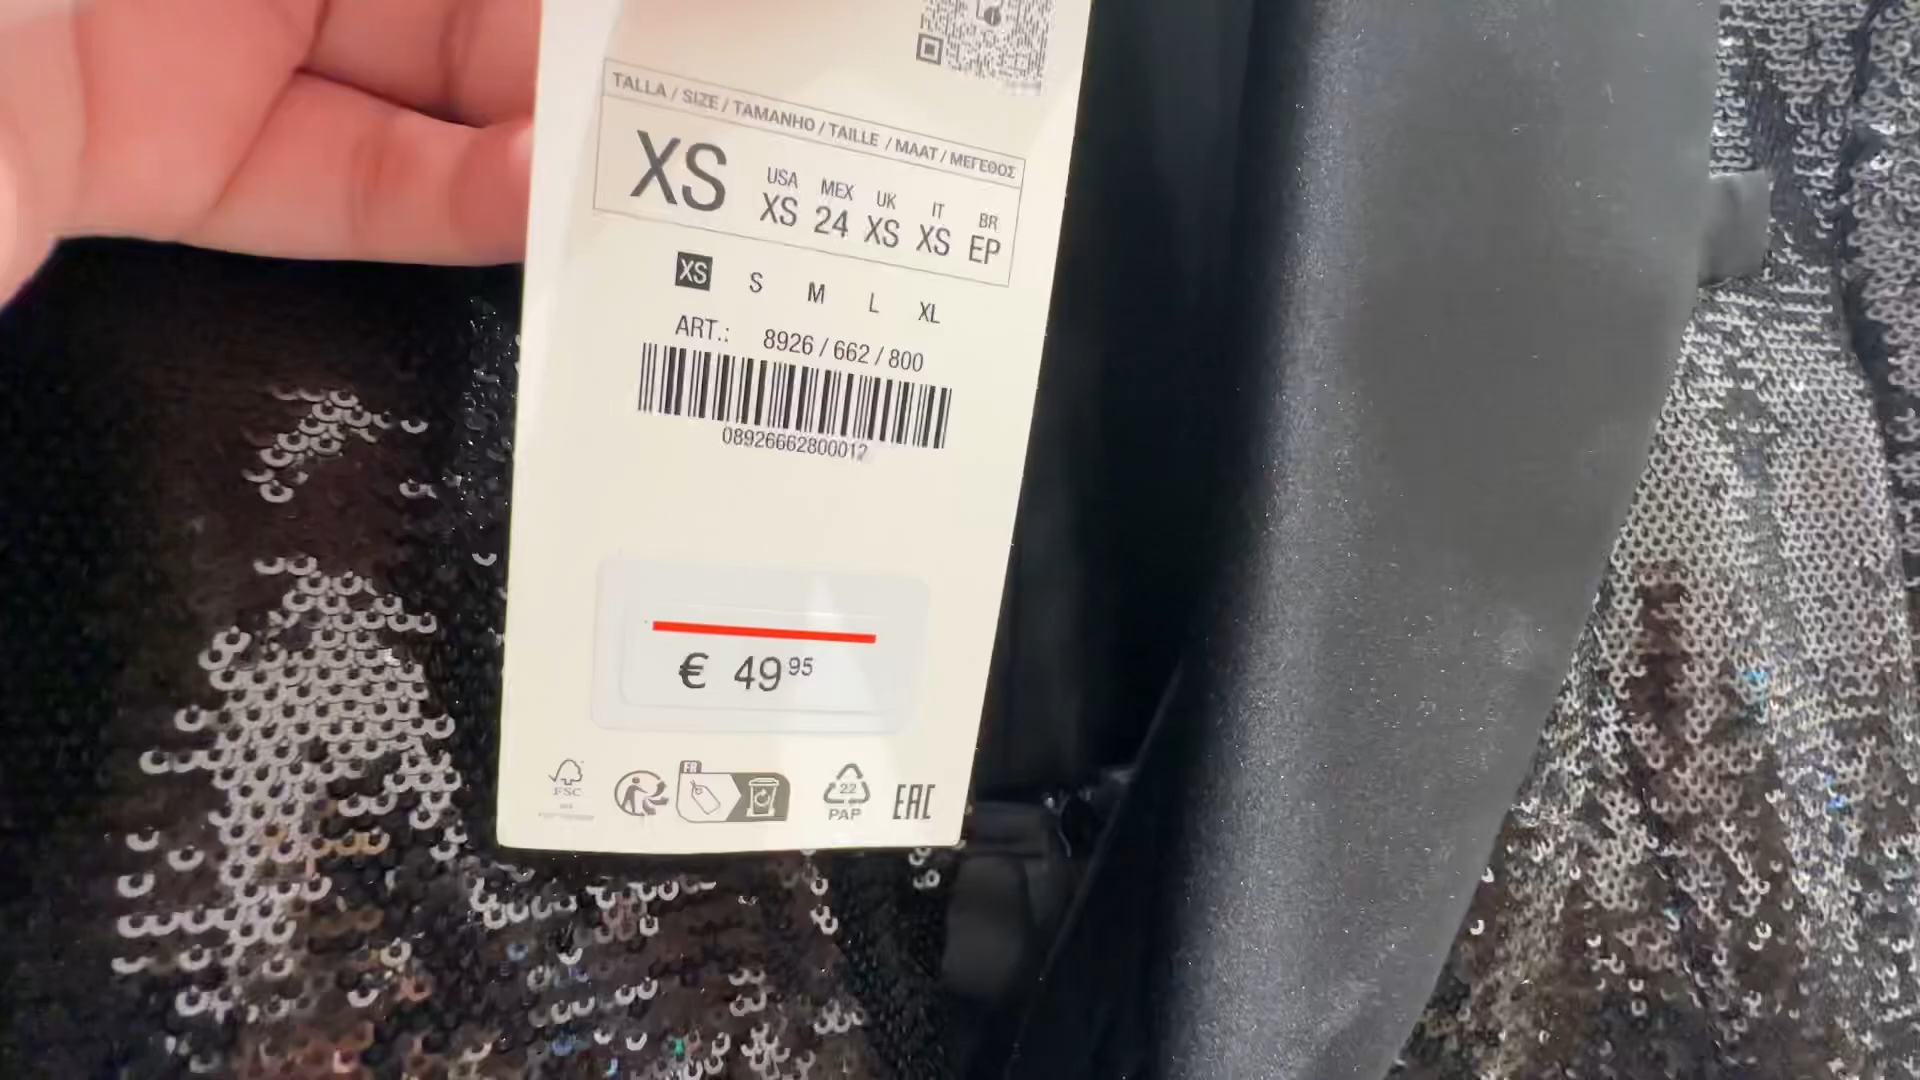 TALLA / SIZE / TAMANHO / TAILLE / MAAT / ΜΕΓΕΘΟΣ
XS
USA MEX UK IT BR
XS 24 XS XS EP
XS S M L XL
ART.: 8926 / 662 / 800
08926662800012
€ 49 95
FSC
FR
22
PAP
EAC